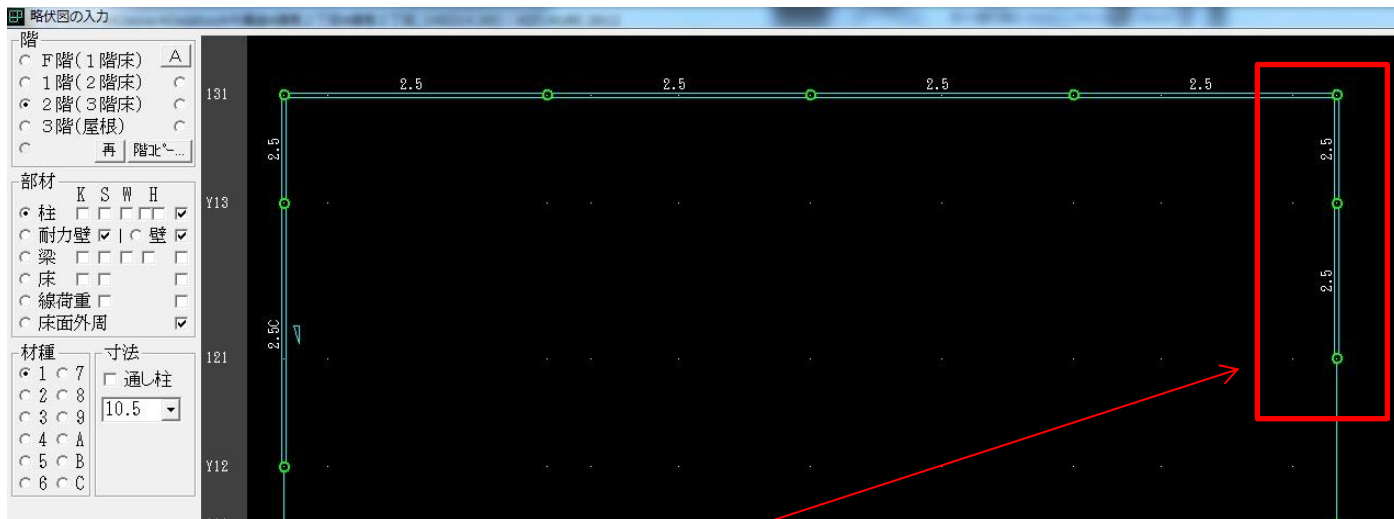 略伏図の入力
階
F階(1階床) A
1階(2階床)
2階(3階床)
3階(屋根)
再 階ｺﾋﾟｰ...
部材
K S W H
柱
耐力壁 | 壁
梁
床
線荷重
床面外周
材種
1 7
2 8
3 9
4 A
5 B
6 C
寸法
通し柱
10.5
2.5 2.5 2.5 2.5
131
2.5 2.5
Y13
2.5
2.5C
121
Y12